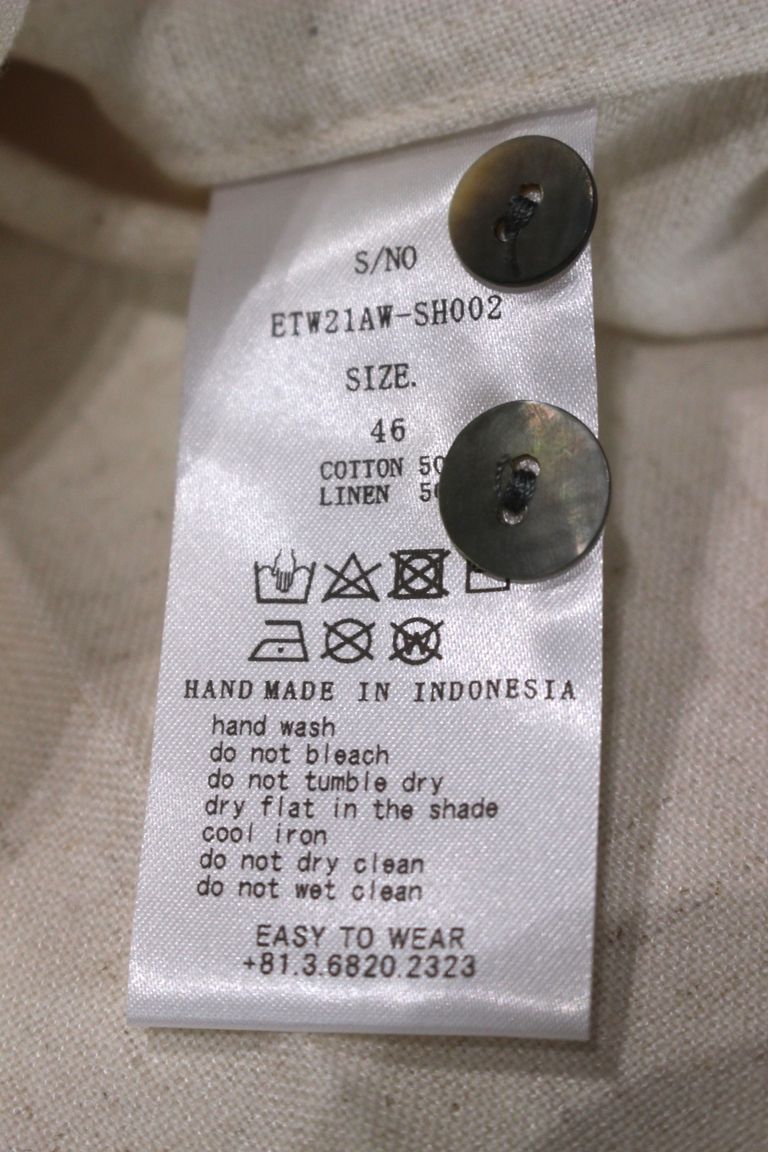 S/NO
ETW21AW-SH002
SIZE.
46
COTTON
LINEN
HAND MADE IN INDONESIA
hand wash
do not bleach
do not tumble dry
dry flat in the shade
cool iron
do not dry clean
do not wet clean
EASY TO WEAR
+81.3.6820.2323